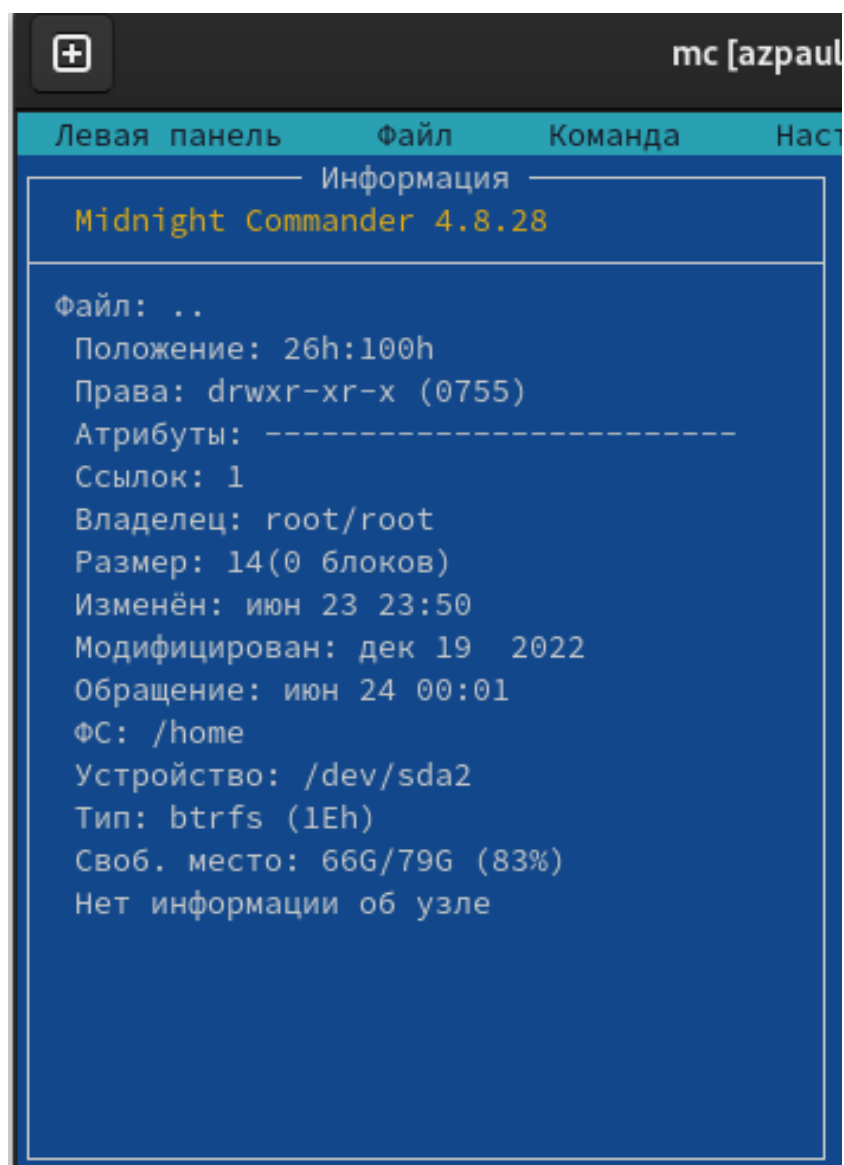 mc [azpaul
Левая панель Файл Команда Наст
Информация
Midnight Commander 4.8.28
Файл: ..
Положение: 26h:100h
Права: drwxr-xr-x (0755)
Атрибуты: -------------------------
Ссылок: 1
Владелец: root/root
Размер: 14(0 блоков)
Изменён: июн 23 23:50
Модифицирован: дек 19  2022
Обращение: июн 24 00:01
ФС: /home
Устройство: /dev/sda2
Тип: btrfs (1Eh)
Своб. место: 66G/79G (83%)
Нет информации об узле